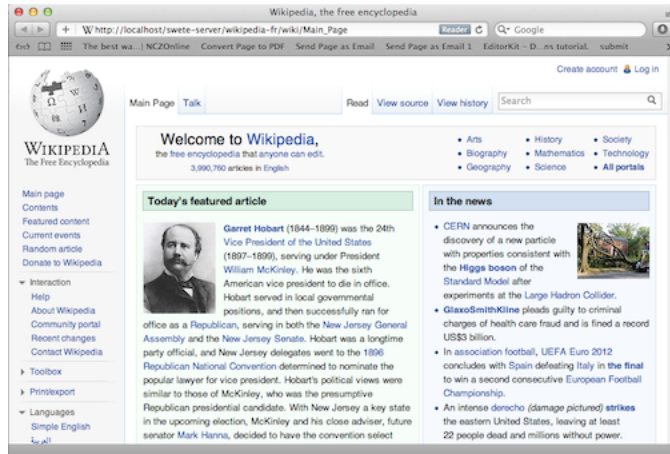 Wikipedia, the free encyclopedia
W http://localhost/swete-server/wikipedia-fr/wiki/Main_Page
Reader
Google
The best wa...| NCZOnline
Convert Page to PDF
Send Page as Email
Send Page as Email 1
EditorKit – D...ns tutorial.
submit
Create account
Log in
Main Page
Talk
Read
View source
View history
Search
WIKIPEDIA
The Free Encyclopedia
Main page
Contents
Featured content
Current events
Random article
Donate to Wikipedia
Interaction
Help
About Wikipedia
Community portal
Recent changes
Contact Wikipedia
Toolbox
Print/export
Languages
Simple English
العربية
Welcome to Wikipedia,
the free encyclopedia that anyone can edit.
3,990,760 articles in English
• Arts
• Biography
• Geography
• History
• Mathematics
• Science
• Society
• Technology
• All portals
Today's featured article
Garret Hobart (1844–1899) was the 24th
Vice President of the United States
(1897–1899), serving under President
William McKinley. He was the sixth
American vice president to die in office.
Hobart served in local governmental
positions, and then successfully ran for
office as a Republican, serving in both the New Jersey General
Assembly and the New Jersey Senate. Hobart was a longtime
party official, and New Jersey delegates went to the 1896
Republican National Convention determined to nominate the
popular lawyer for vice president. Hobart's political views were
similar to those of McKinley, who was the presumptive
Republican presidential candidate. With New Jersey a key state
in the upcoming election, McKinley and his close adviser, future
senator Mark Hanna, decided to have the convention select
In the news
• CERN announces the
discovery of a new particle
with properties consistent with
the Higgs boson of the
Standard Model after
experiments at the Large Hadron Collider.
• GlaxoSmithKline pleads guilty to criminal
charges of health care fraud and is fined a record
US$3 billion.
• In association football, UEFA Euro 2012
concludes with Spain defeating Italy in the final
to win a second consecutive European Football
Championship.
• An intense derecho (damage pictured) strikes
the eastern United States, leaving at least
22 people dead and millions without power.